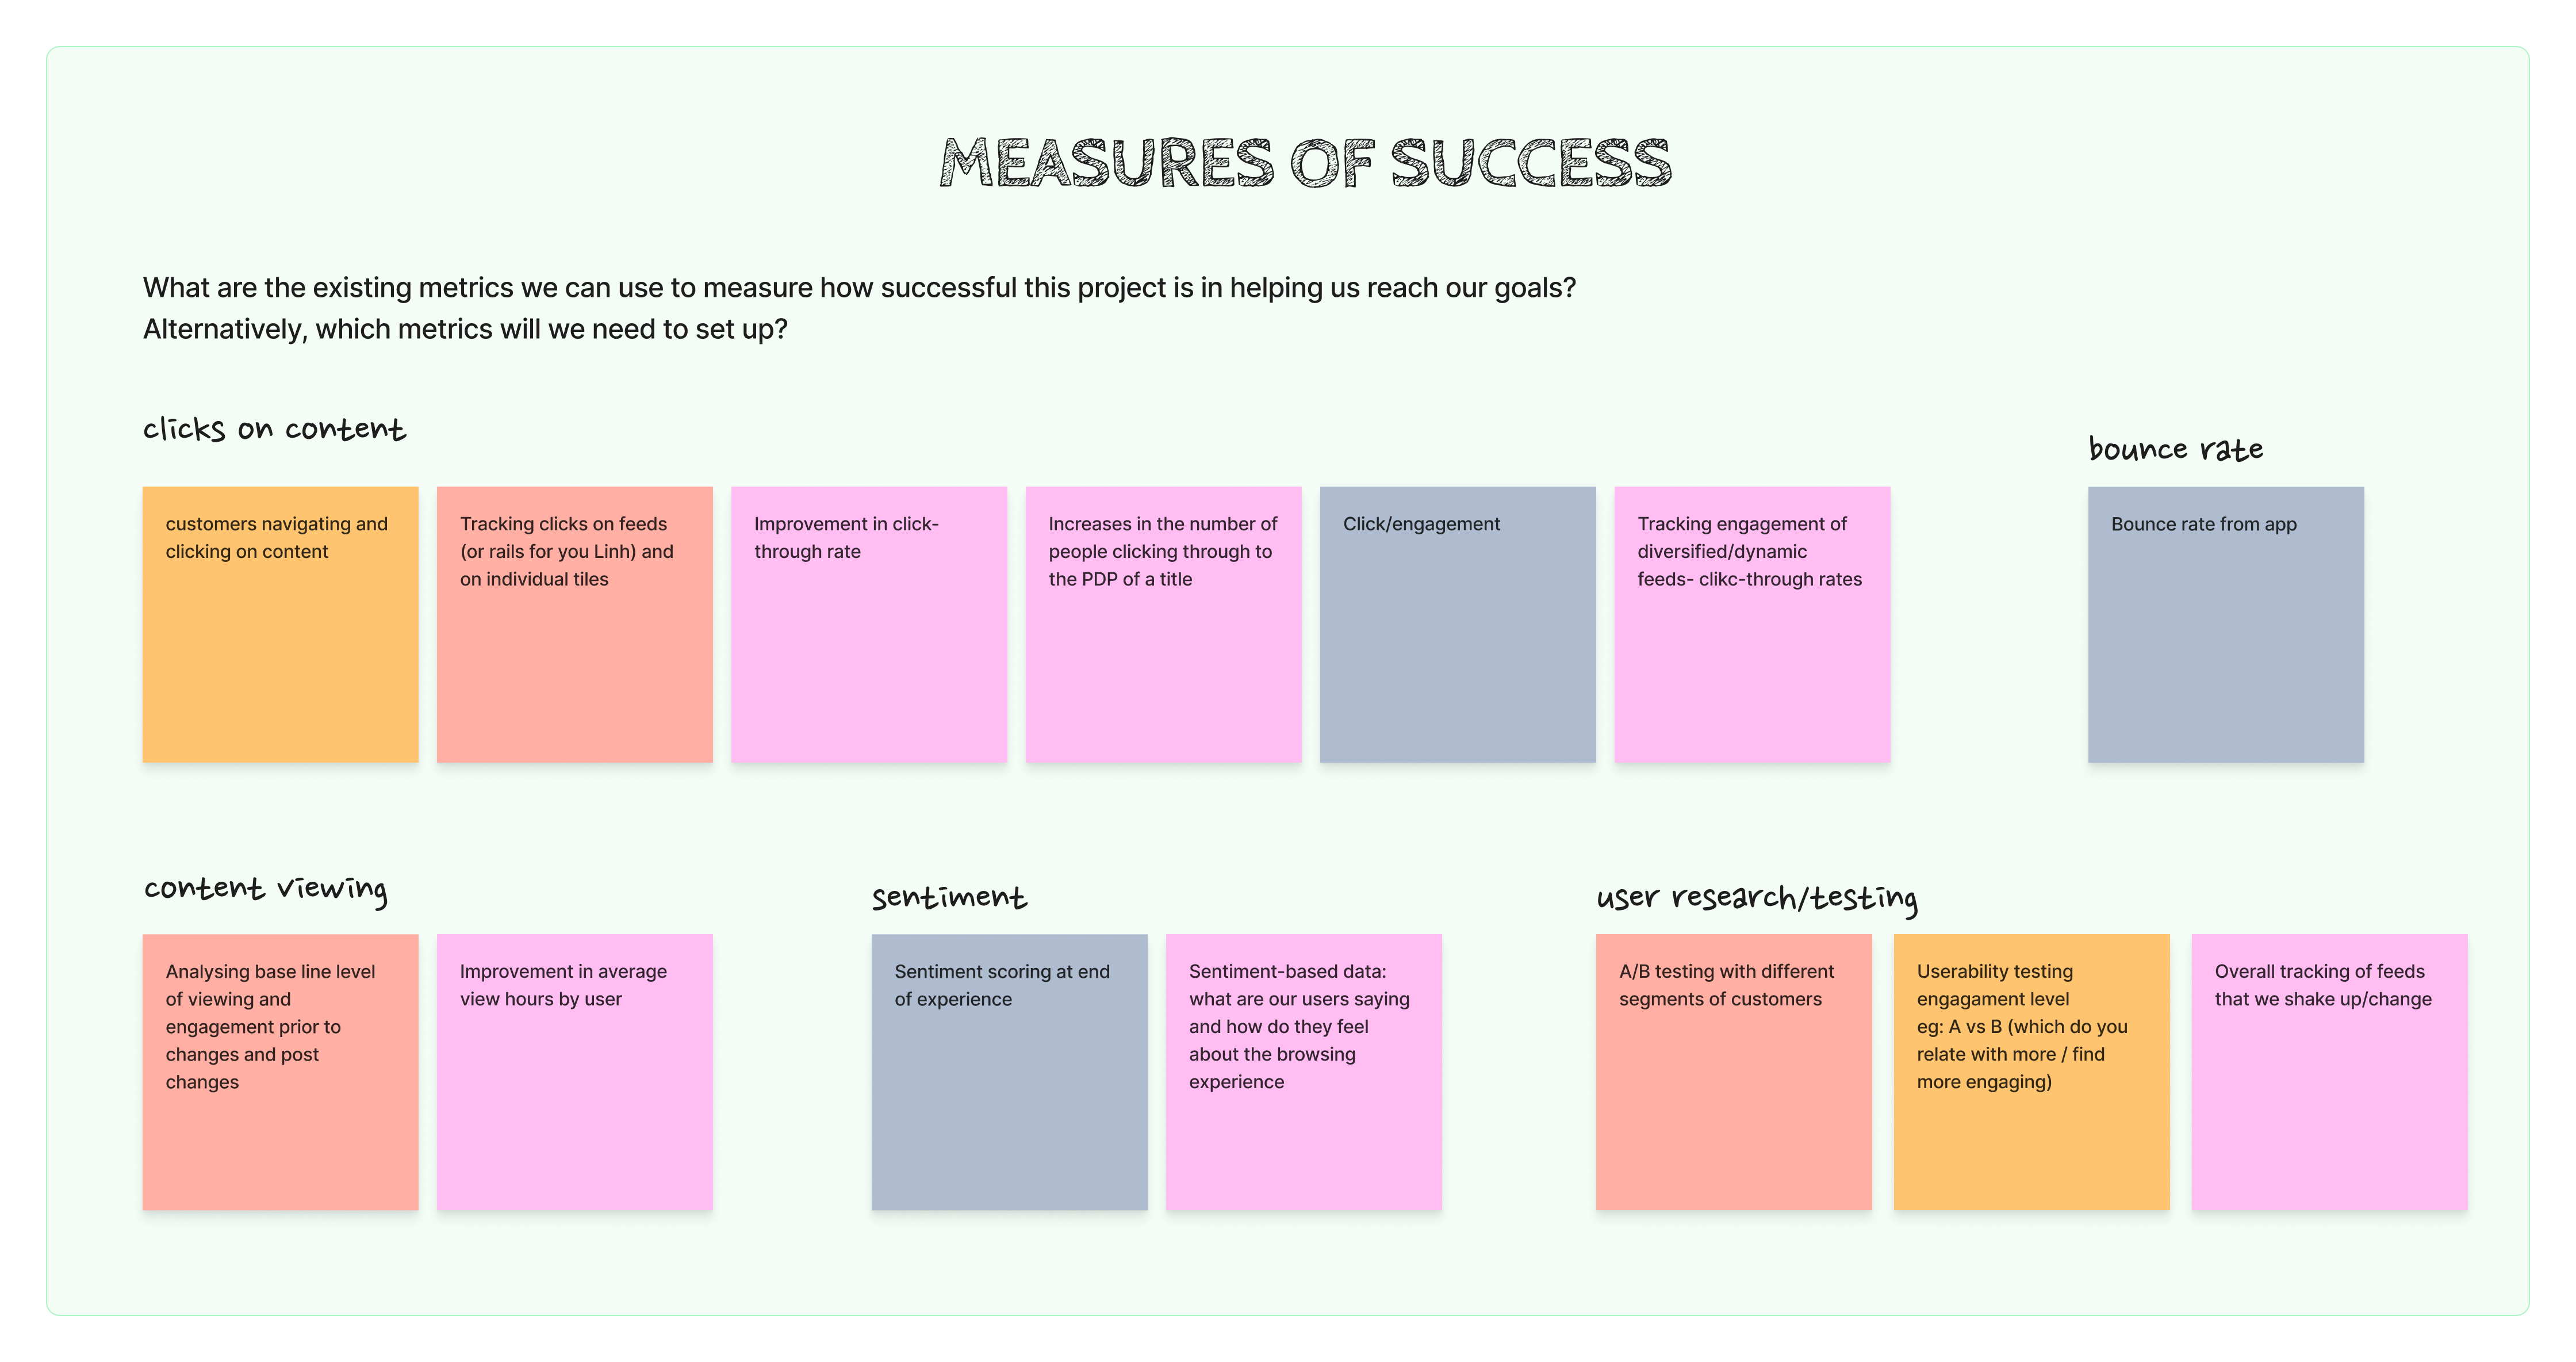 MEASURES OF SUCCESS
What are the existing metrics we can use to measure how successful this project is in helping us reach our goals?
Alternatively, which metrics will we need to set up?
clicks on content
customers navigating and
clicking on content
Tracking clicks on feeds
(or rails for you Linh) and
on individual tiles
Improvement in click-
through rate
Increases in the number of
people clicking through to
the PDP of a title
Click/engagement
Tracking engagement of
diversified/dynamic
feeds- clikc-through rates
bounce rate
Bounce rate from app
content viewing
Analysing base line level
of viewing and
engagement prior to
changes and post
changes
Improvement in average
view hours by user
sentiment
Sentiment scoring at end
of experience
Sentiment-based data:
what are our users saying
and how do they feel
about the browsing
experience
user research/testing
A/B testing with different
segments of customers
Userability testing
engagament level
eg: A vs B (which do you
relate with more / find
more engaging)
Overall tracking of feeds
that we shake up/change